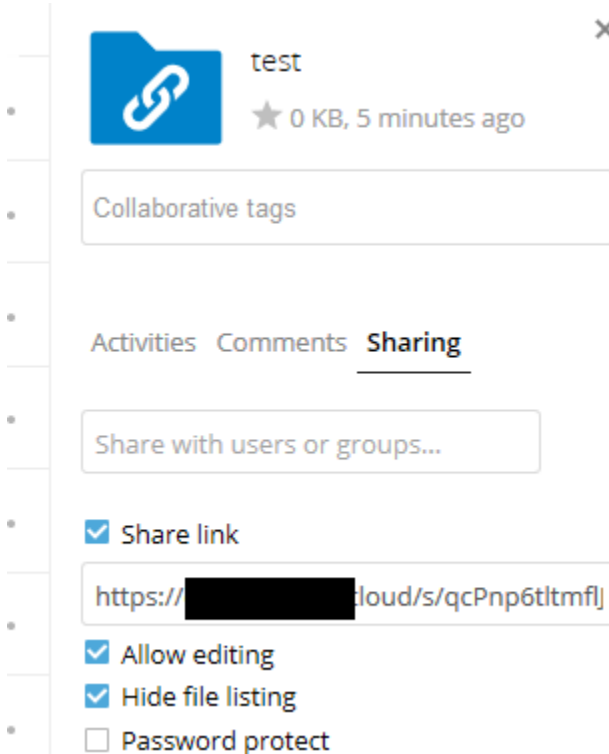 test
0 KB, 5 minutes ago
Collaborative tags
Activities Comments Sharing
Share with users or groups...
Share link
https:// loud/s/qcPnp6tltmfl
Allow editing
Hide file listing
Password protect